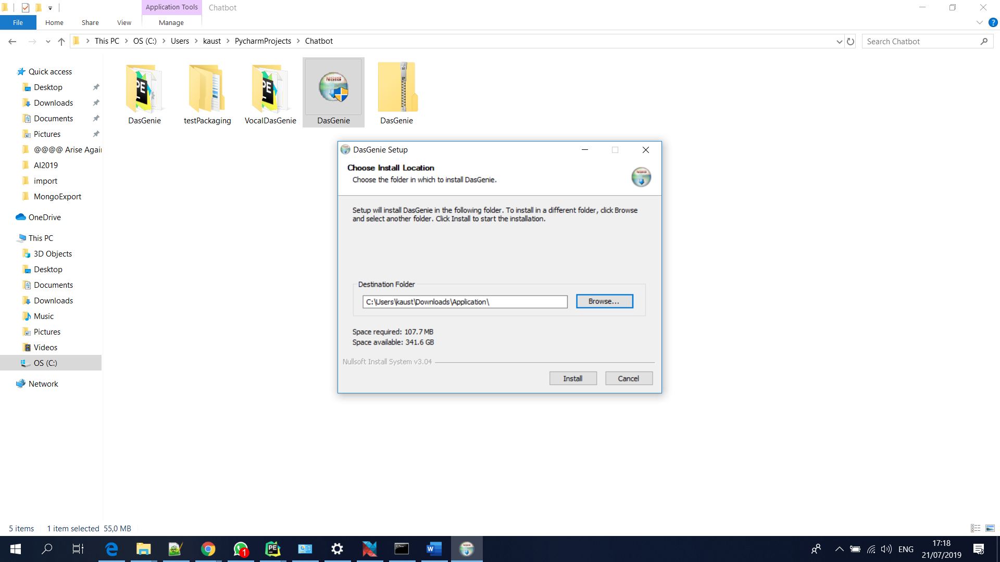 Application Tools
Chatbot
File
Home
Share
View
Manage
This PC
OS (C:)
Users
kaust
PycharmProjects
Chatbot
Search Chatbot
Quick access
Desktop
Downloads
Documents
Pictures
@@@@ Arise Again
AI2019
import
MongoExport
OneDrive
This PC
3D Objects
Desktop
Documents
Downloads
Music
Pictures
Videos
OS (C:)
Network
DasGenie
testPackaging
VocalDasGenie
DasGenie
DasGenie
DasGenie Setup
Choose Install Location
Choose the folder in which to install DasGenie.
Setup will install DasGenie in the following folder. To install in a different folder, click Browse
and select another folder. Click Install to start the installation.
Destination Folder
C:\Users\kaust\Downloads\Application\
Browse...
Space required: 107.7 MB
Space available: 341.6 GB
Nullsoft Install System v3.04
Install
Cancel
5 items
1 item selected 55,0 MB
1
ENG
17:18
21/07/2019